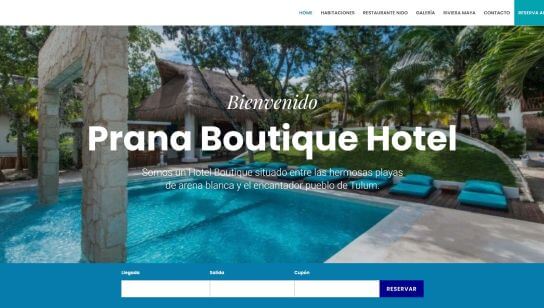 HOME HABITACIONES RESTAURANTE NIDO GALERÍA RIVIERA MAYA CONTACTO RESERVA
Bienvenido
Prana Boutique Hotel
Somos un Hotel Boutique situado entre las hermosas playas
de arena blanca y el encantador pueblo de Tulum.
Llegada Salida Cupón
RESERVAR